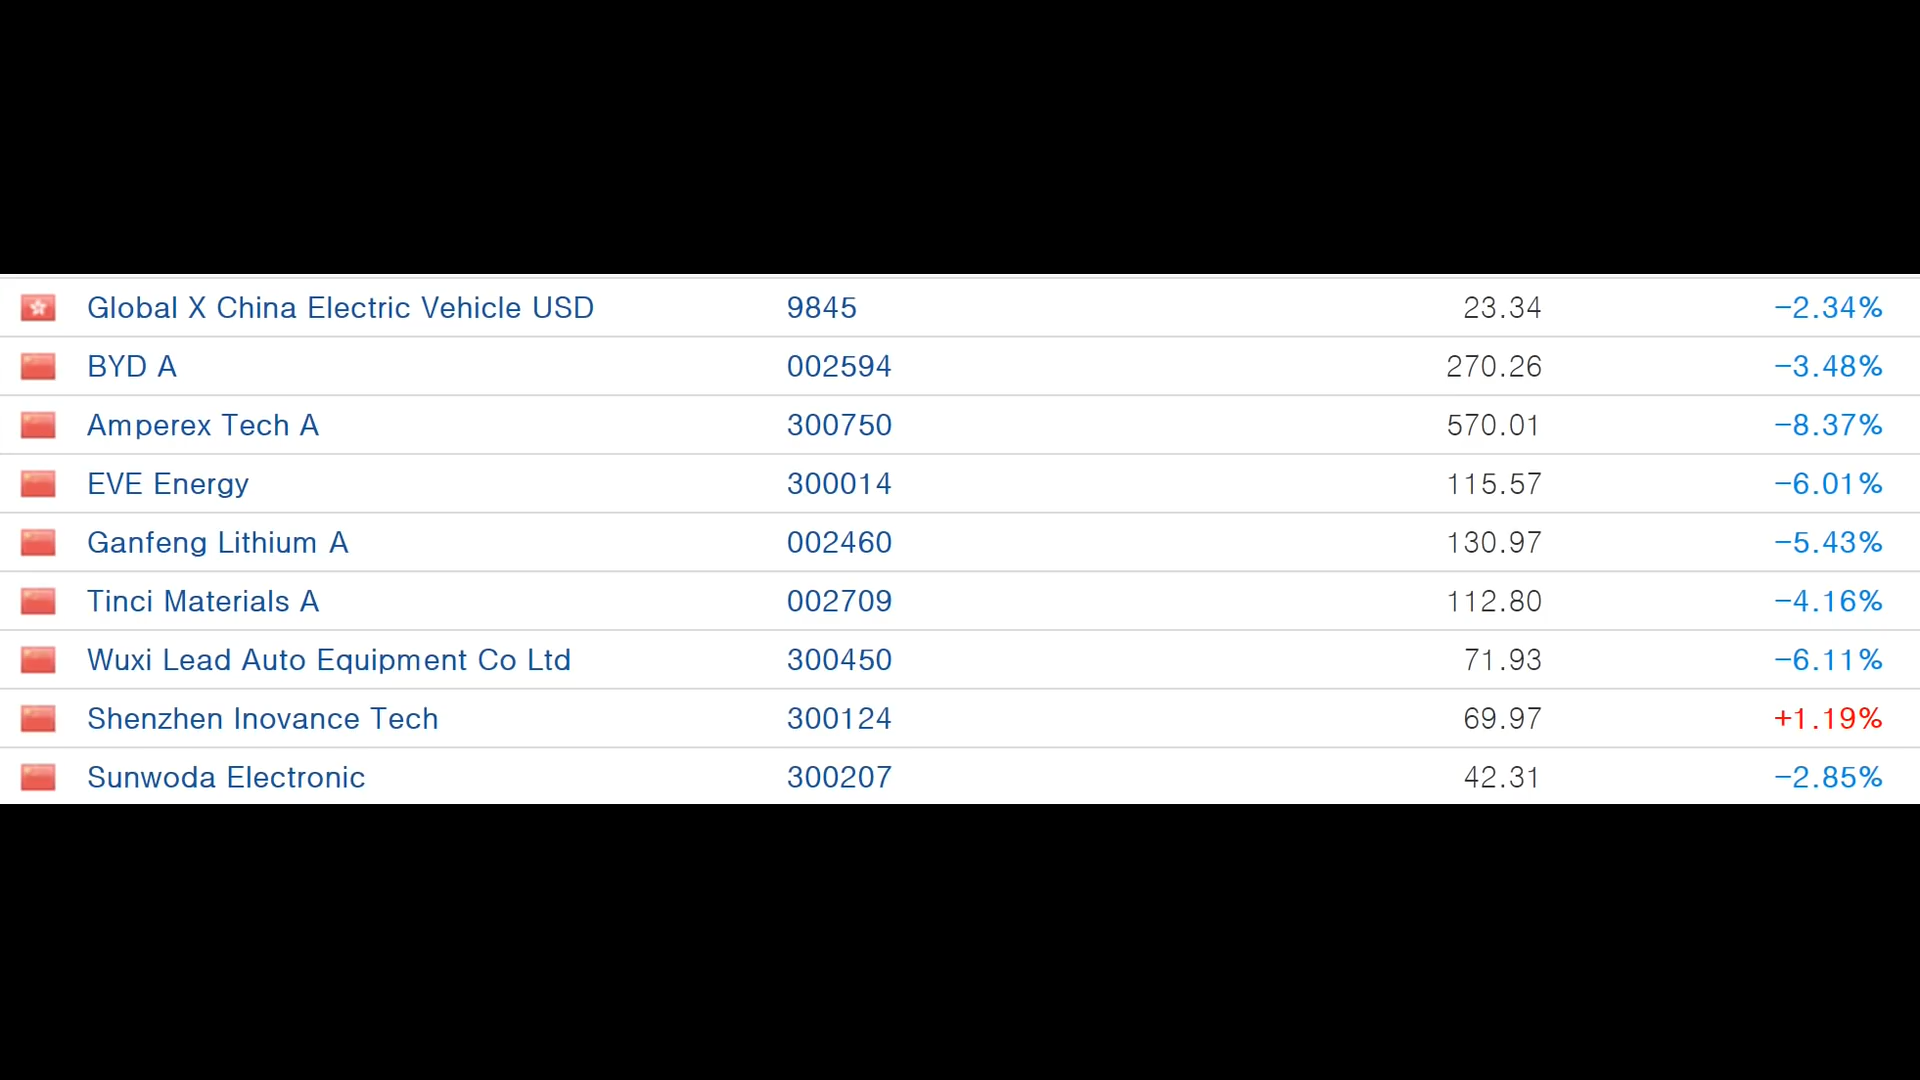 Global X China Electric Vehicle USD 9845 23.34 -2.34%
BYD A 002594 270.26 -3.48%
Amperex Tech A 300750 570.01 -8.37%
EVE Energy 300014 115.57 -6.01%
Ganfeng Lithium A 002460 130.97 -5.43%
Tinci Materials A 002709 112.80 -4.16%
Wuxi Lead Auto Equipment Co Ltd 300450 71.93 -6.11%
Shenzhen Inovance Tech 300124 69.97 +1.19%
Sunwoda Electronic 300207 42.31 -2.85%